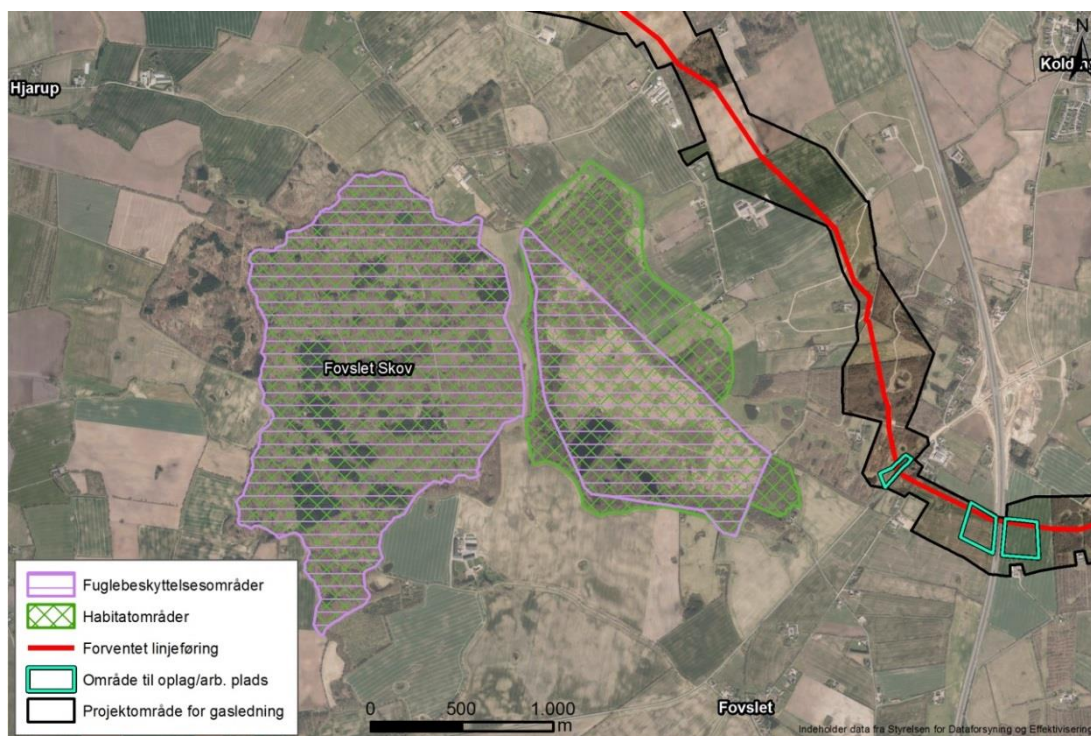 N
Kolding
Hjarup
Fovslet Skov
Fuglebeskyttelsesområder
Habitatområder
Forventet linjeføring
Område til oplag/arb. plads
Projektområde for gasledning
0 500 1.000
m
Fovslet
Indeholder data fra Styrelsen for Dataforsyning og Effektivisering